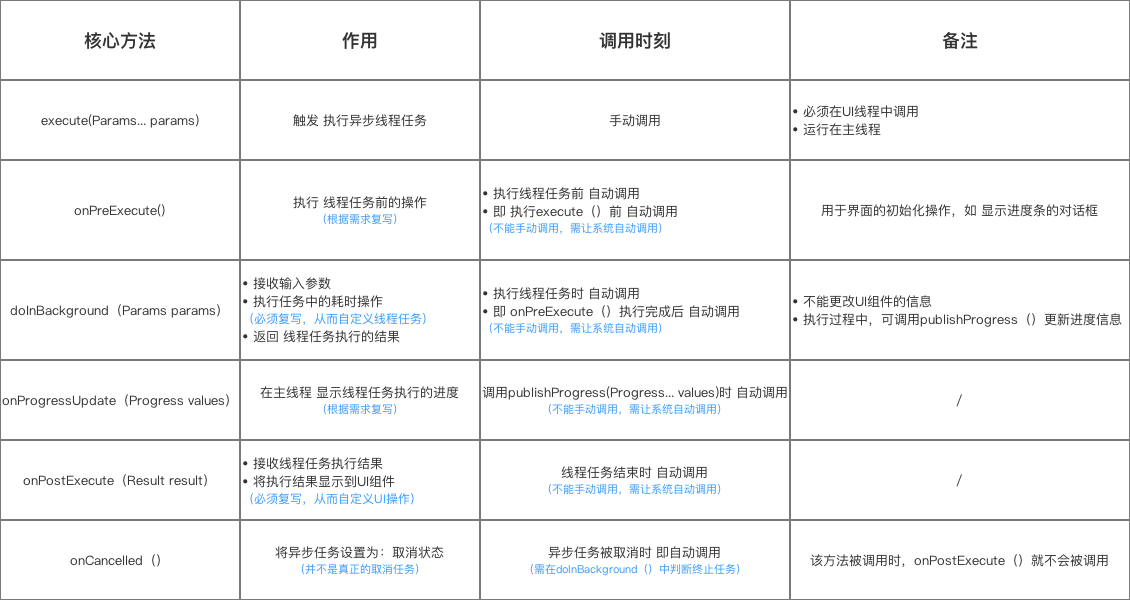 核心方法
作用
调用时刻
备注
execute(Params... params)
触发 执行异步线程任务
手动调用
• 必须在UI线程中调用
• 运行在主线程
onPreExecute()
执行 线程任务前的操作
(根据需求复写)
• 执行线程任务前 自动调用
• 即 执行execute（）前 自动调用
(不能手动调用，需让系统自动调用)
用于界面的初始化操作，如 显示进度条的对话框
doInBackground（Params params)
• 接收输入参数
• 执行任务中的耗时操作
(必须复写，从而自定义线程任务)
• 返回 线程任务执行的结果
• 执行线程任务时 自动调用
• 即 onPreExecute（）执行完成后 自动调用
(不能手动调用，需让系统自动调用)
• 不能更改UI组件的信息
• 执行过程中，可调用publishProgress（）更新进度信息
onProgressUpdate（Progress values)
在主线程 显示线程任务执行的进度
(根据需求复写)
调用publishProgress(Progress... values)时 自动调用
(不能手动调用，需让系统自动调用)
/
onPostExecute（Result result)
• 接收线程任务执行结果
• 将执行结果显示到UI组件
(必须复写，从而自定义UI操作)
线程任务结束时 自动调用
(不能手动调用，需让系统自动调用)
/
onCancelled（）
将异步任务设置为：取消状态
(并不是真正的取消任务)
异步任务被取消时 即自动调用
(需在doInBackground（）中判断终止任务)
该方法被调用时，onPostExecute（）就不会被调用